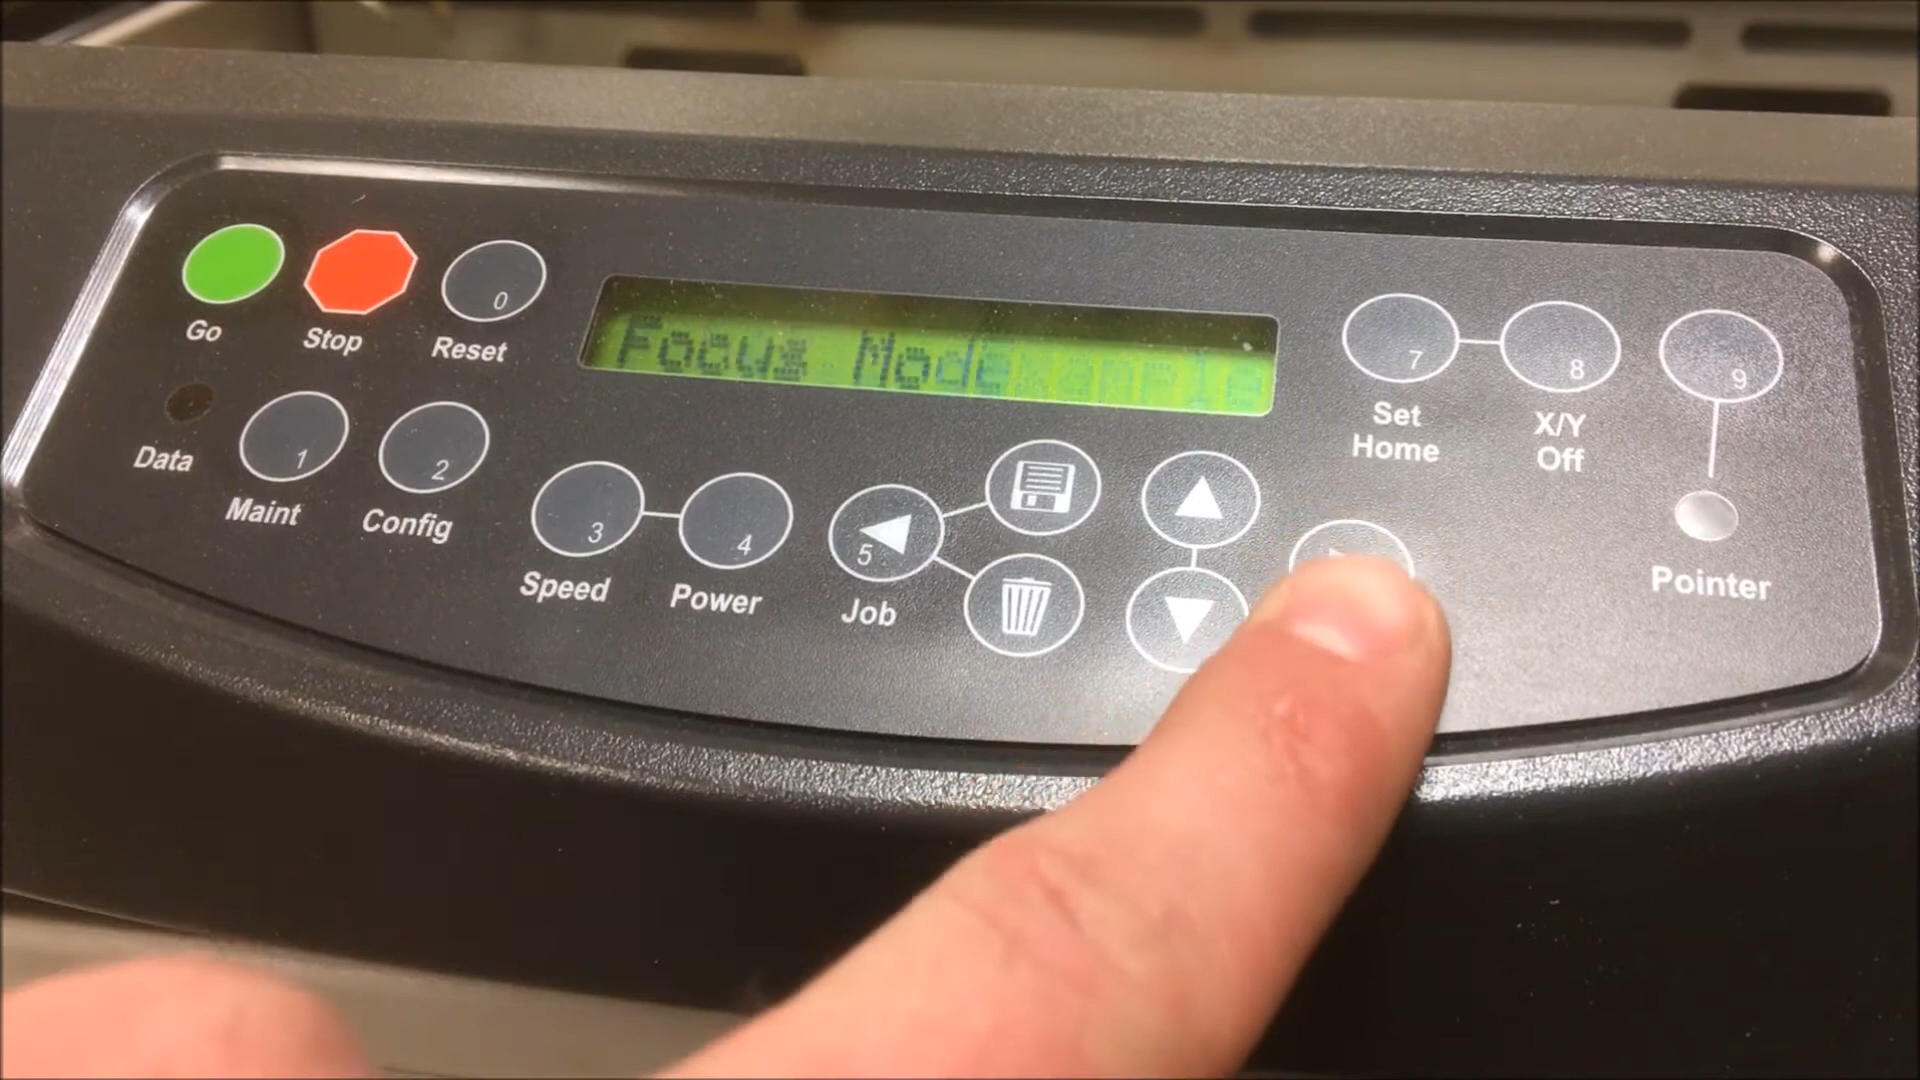 Focus Mode
0
Go
Stop
Reset
7
8
9
Set
Home
X/Y
Off
Data
1
2
Maint
Config
3
4
5
Speed
Power
Job
Pointer